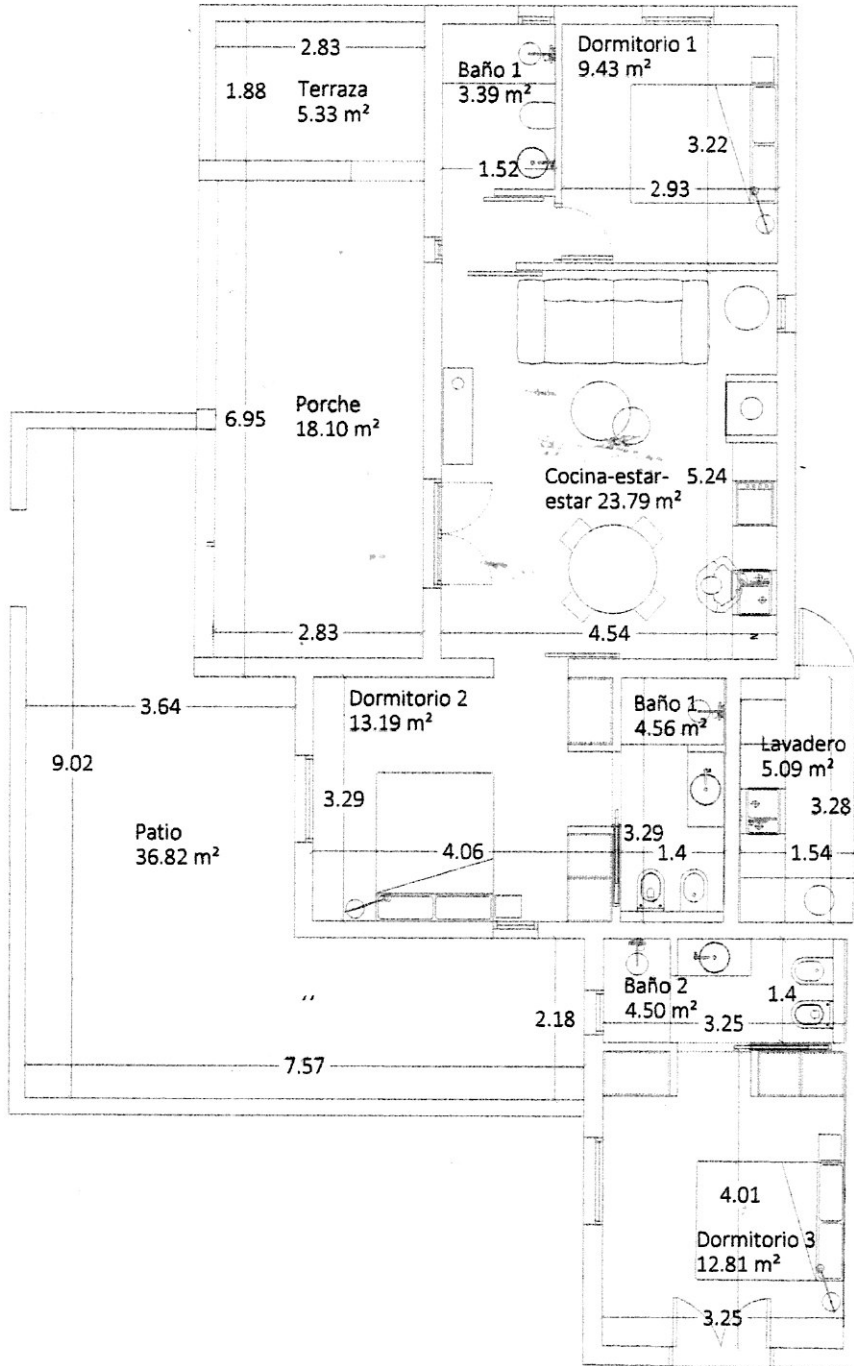 2.83
1.88
Terraza
5.33 m²
Baño 1
3.39 m²
1.52
Dormitorio 1
9.43 m²
3.22
2.93
6.95
Porche
18.10 m²
Cocina-estar-
estar 23.79 m²
5.24
2.83
4.54
3.64
9.02
Patio
36.82 m²
Dormitorio 2
13.19 m²
3.29
4.06
Baño 1
4.56 m²
3.29
1.4
Lavadero
5.09 m²
3.28
1.54
2.18
7.57
Baño 2
4.50 m²
1.4
3.25
4.01
Dormitorio 3
12.81 m²
3.25